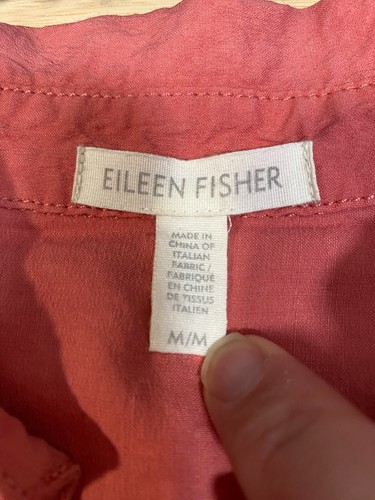 EILEEN FISHER
MADE IN
CHINA OF
ITALIAN
FABRIC /
FABRIQUÉ
EN CHINE
DE TISSUS
ITALIEN
M/M